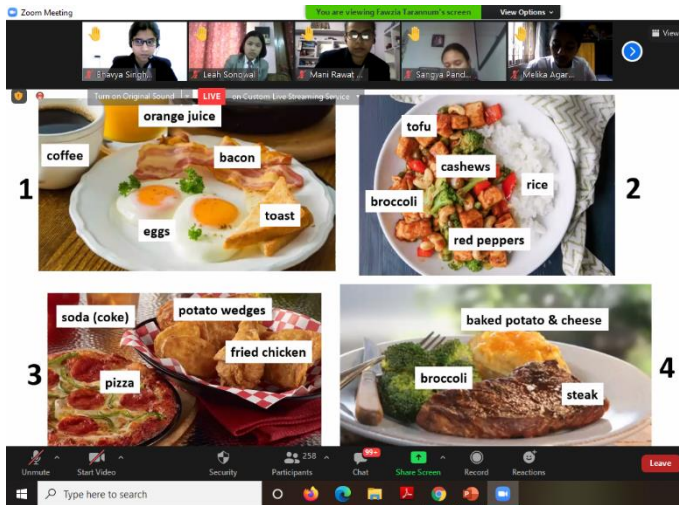 Zoom Meeting
You are viewing Fawzia Tarannum's screen
View Options
View
Bhavya Singh...
Leah Sonowal
Mani Rawat ...
Sangya Pand...
Melika Agar...
Turn on Original Sound
LIVE
on Custom Live Streaming Service
1
coffee
orange juice
bacon
eggs
toast
2
tofu
cashews
rice
broccoli
red peppers
3
soda (coke)
potato wedges
fried chicken
pizza
4
baked potato & cheese
broccoli
steak
Unmute
Start Video
Security
258
Participants
99+
Chat
Share Screen
Record
Reactions
Leave
Type here to search